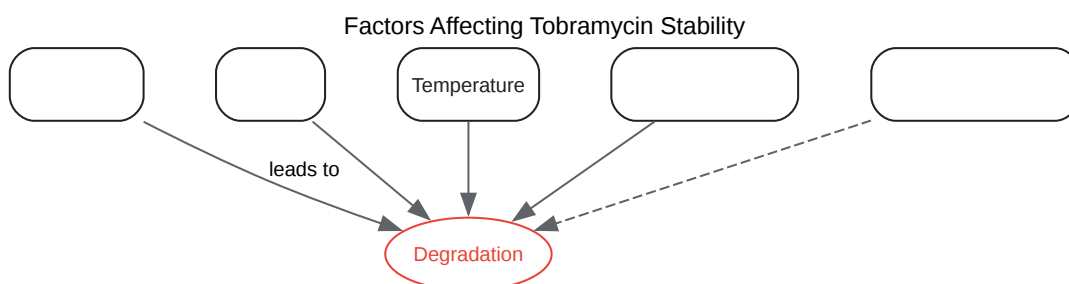 Factors Affecting Tobramycin Stability
Temperature
leads to
Degradation